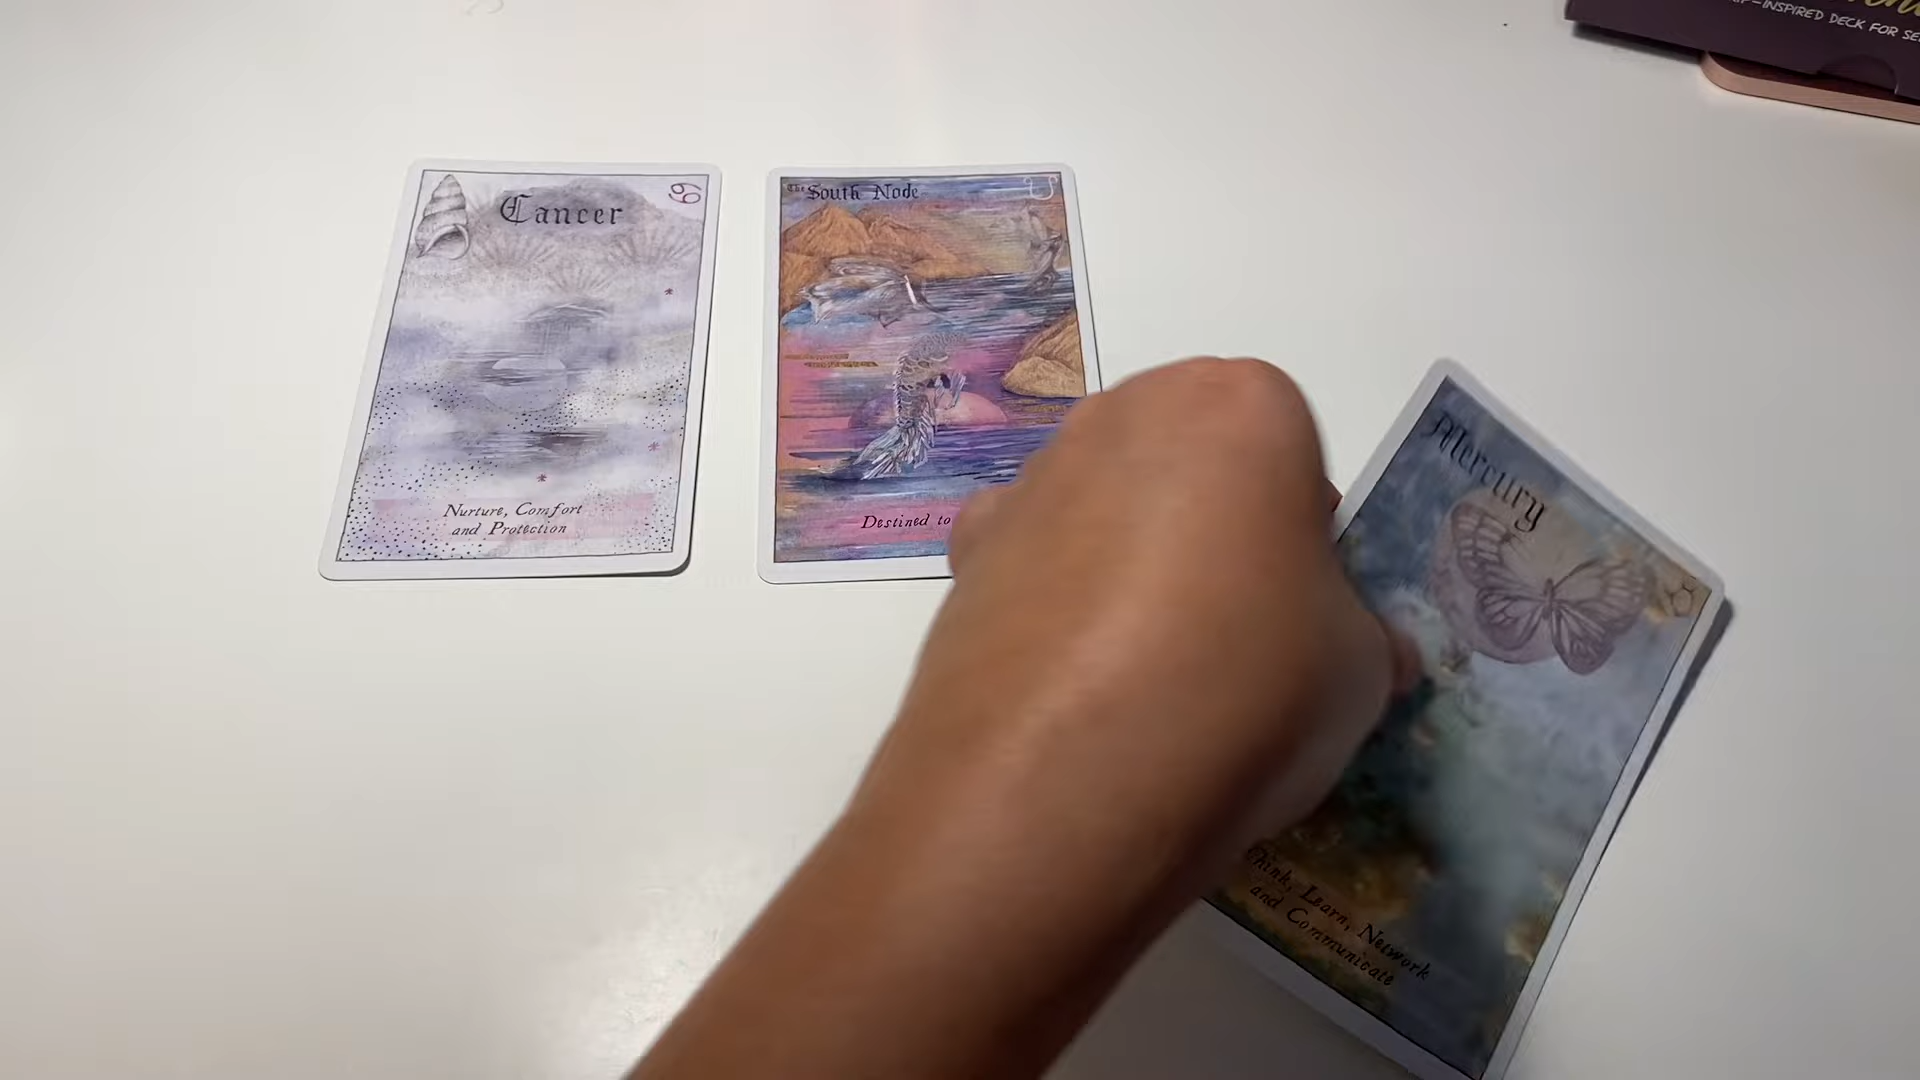 -INSPIRED DECK FOR
Cancer
Nurture, Comfort
and Protection
The South Node
Destined to
Mercury
Think, Learn, Network
and Communicate